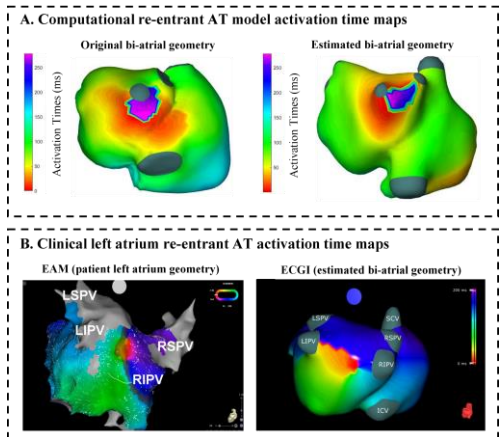 A. Computational re-entrant AT model activation time maps
Original bi-atrial geometry
Estimated bi-atrial geometry
Activation Times (ms)
250
200
150
100
50
0
Activation Times (ms)
250
200
150
100
50
0
B. Clinical left atrium re-entrant AT activation time maps
EAM (patient left atrium geometry)
ECGI (estimated bi-atrial geometry)
LSPV
LIPV
RSPV
RIPV
LSPV
SCV
LIPV
RSPV
RIPV
ICV
0 ms